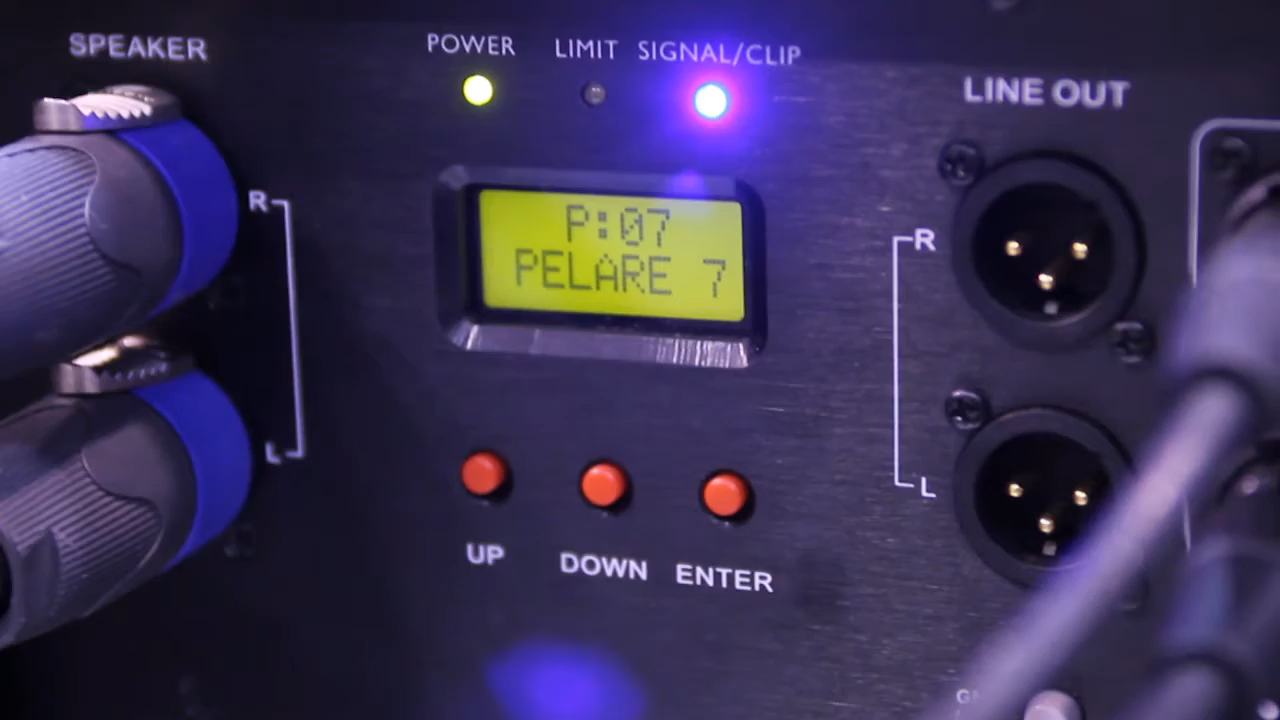 SPEAKER
POWER
LIMIT
SIGNAL/CLIP
LINE OUT
R
L
P:07
PELARE 7
R
L
UP
DOWN
ENTER